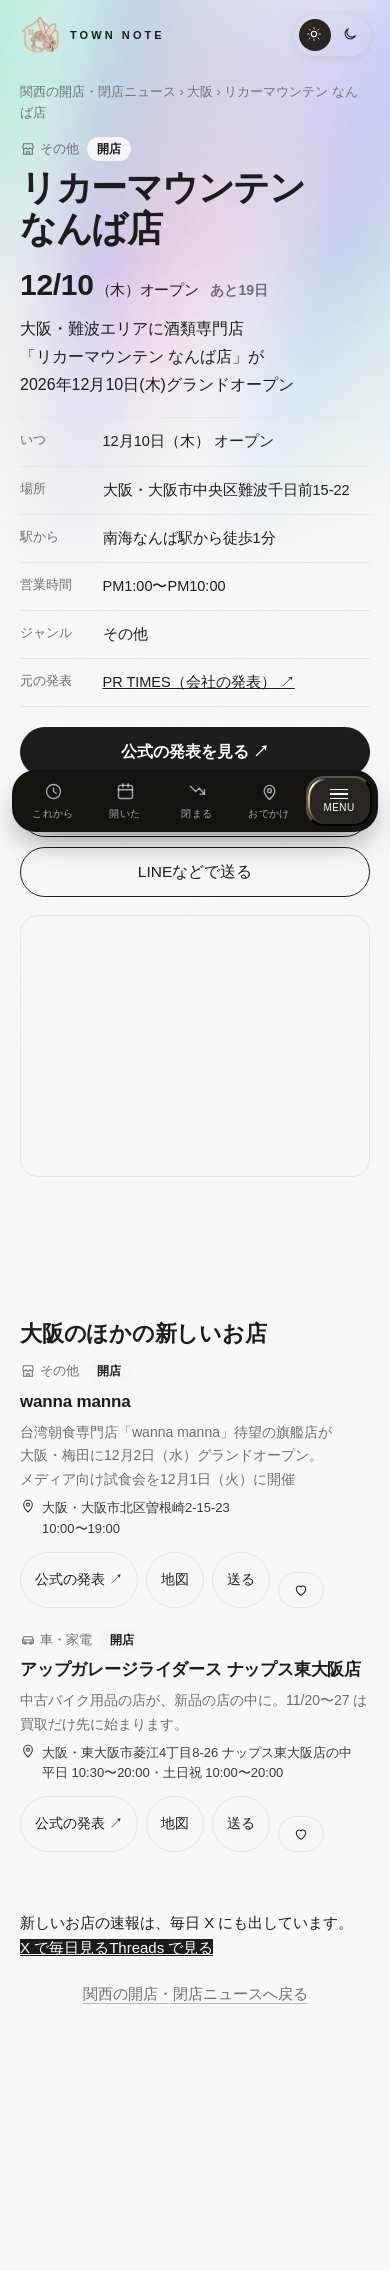 TOWN NOTE
関西の開店・閉店ニュース › 大阪 › リカーマウンテン なん
ば店
その他 開店
リカーマウンテン
なんば店
12/10（木）オープン あと19日
大阪・難波エリアに酒類専門店
「リカーマウンテン なんば店」が
2026年12月10日(木)グランドオープン
いつ 12月10日（木） オープン
場所 大阪・大阪市中央区難波千日前15-22
駅から 南海なんば駅から徒歩1分
営業時間 PM1:00〜PM10:00
ジャンル その他
元の発表 PR TIMES（会社の発表） ↗
公式の発表を見る ↗
これから 開いた 閉まる おでかけ MENU
LINEなどで送る
大阪のほかの新しいお店
その他 開店
wanna manna
台湾朝食専門店「wanna manna」待望の旗艦店が
大阪・梅田に12月2日（水）グランドオープン。
メディア向け試食会を12月1日（火）に開催
大阪・大阪市北区曽根崎2-15-23
10:00〜19:00
公式の発表 ↗ 地図 送る
車・家電 開店
アップガレージライダース ナップス東大阪店
中古バイク用品の店が、新品の店の中に。11/20〜27 は
買取だけ先に始まります。
大阪・東大阪市菱江4丁目8-26 ナップス東大阪店の中
平日 10:30〜20:00・土日祝 10:00〜20:00
公式の発表 ↗ 地図 送る
新しいお店の速報は、毎日 X にも出しています。
X で毎日見るThreads で見る
関西の開店・閉店ニュースへ戻る